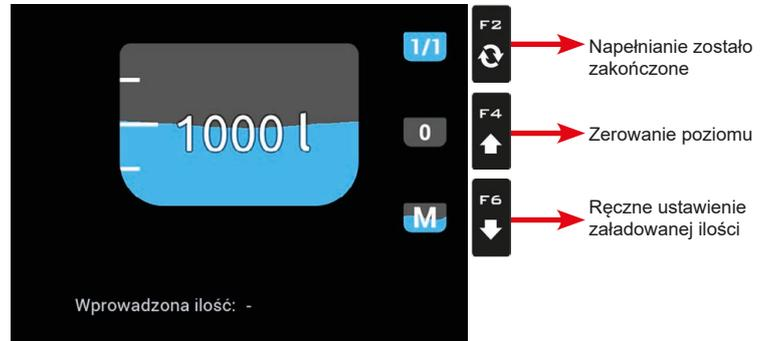 1/1
F2
Napełnianie zostało
zakończone
1000 l
0
F4
Zerowanie poziomu
M
F6
Ręczne ustawienie
załadowanej ilości
Wprowadzona ilość: -